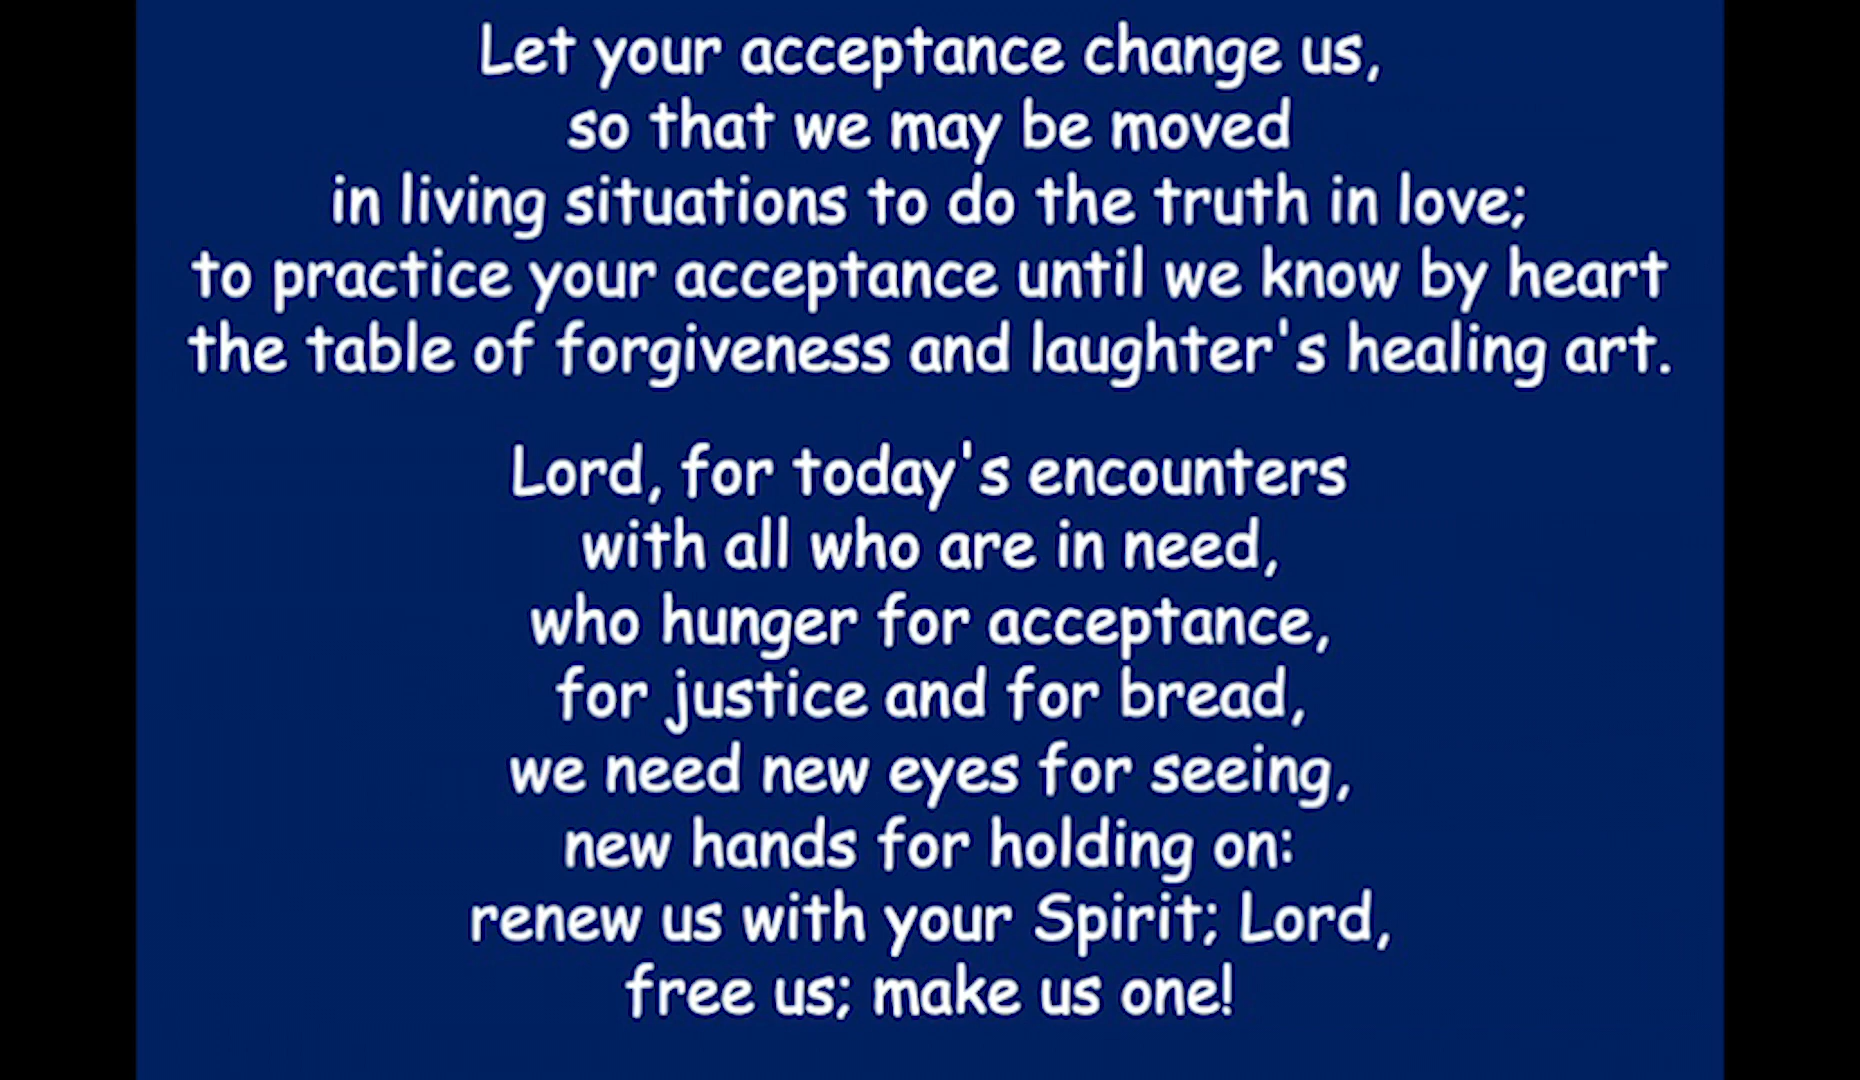 Let your acceptance change us,
so that we may be moved
in living situations to do the truth in love;
to practice your acceptance until we know by heart
the table of forgiveness and laughter's healing art.
Lord, for today's encounters
with all who are in need,
who hunger for acceptance,
for justice and for bread,
we need new eyes for seeing,
new hands for holding on:
renew us with your Spirit; Lord,
free us; make us one!